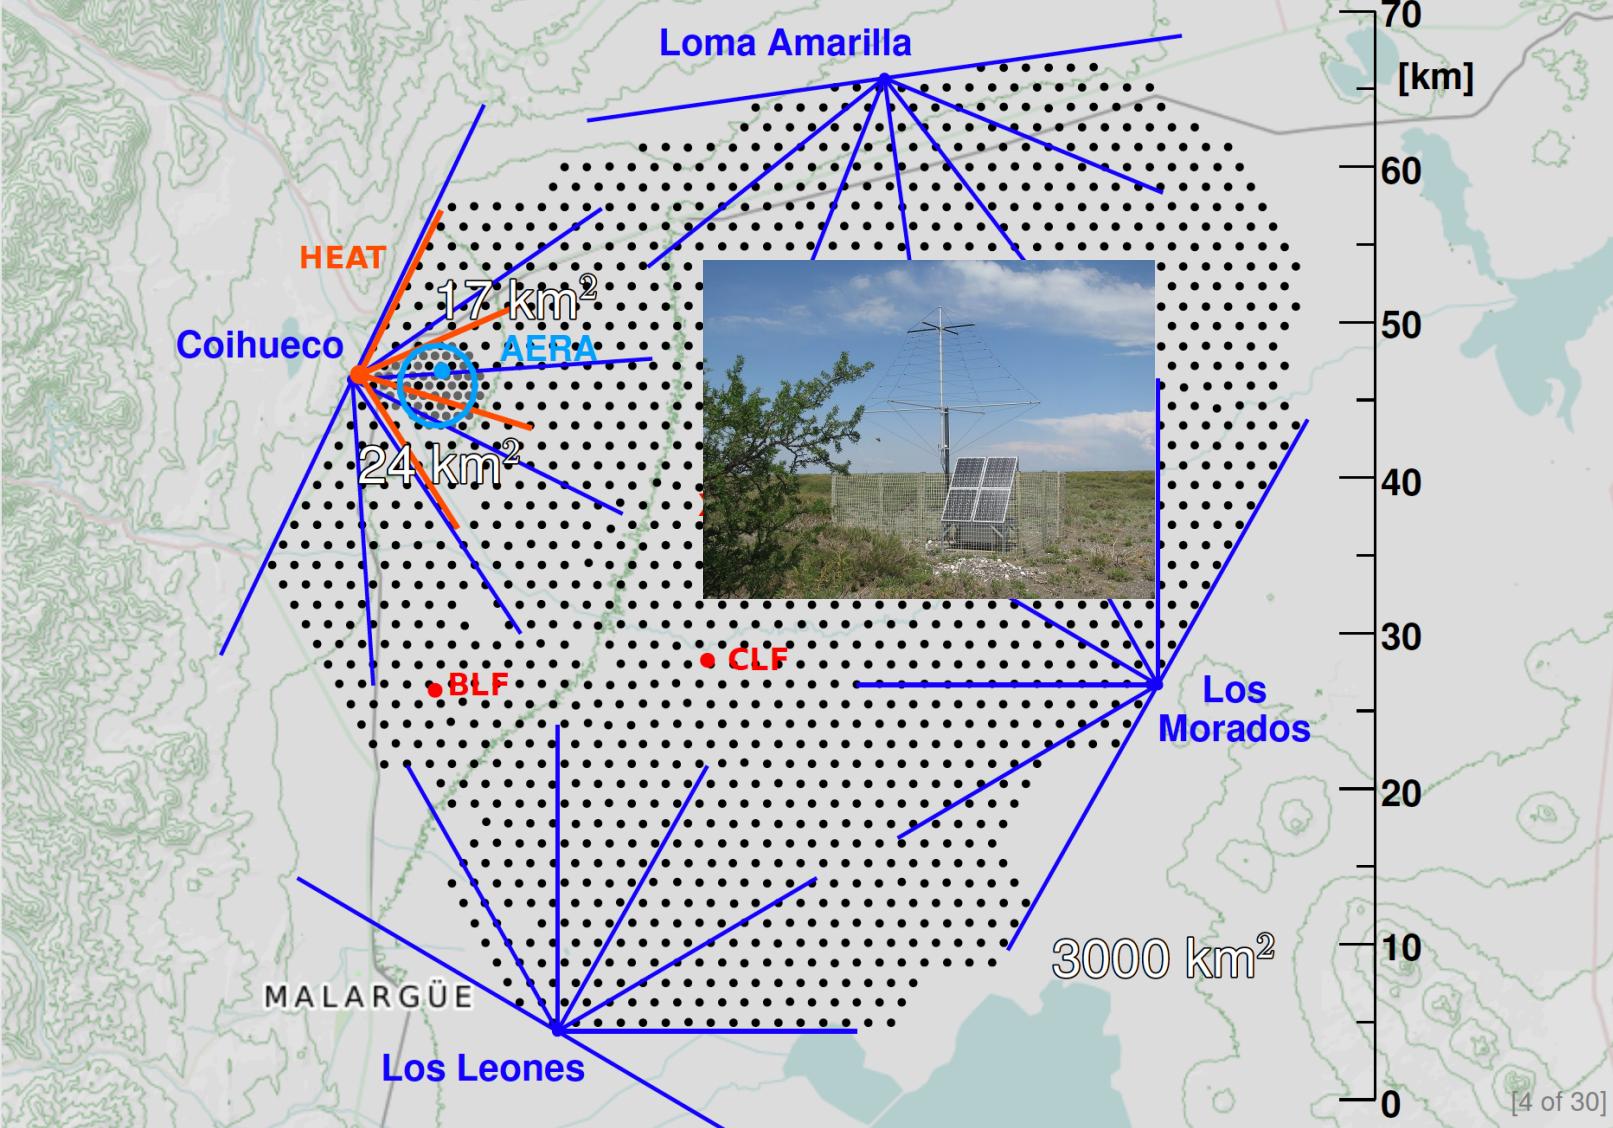 Loma Amarilla
70
[km]
60
HEAT
17 km²
50
Coihueco
AERA
24 km²
40
30
CLF
BLF
Los
Morados
20
3000 km²
10
MALARGÜE
Los Leones
0
[4 of 30]